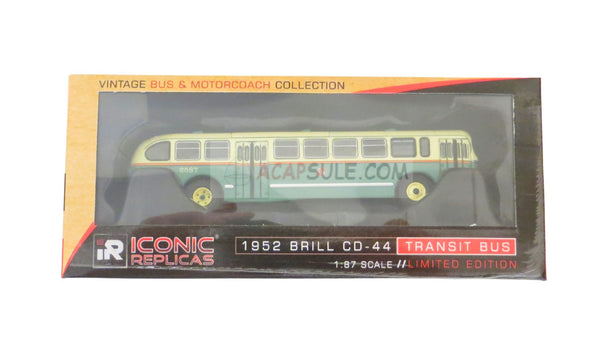 VINTAGE BUS & MOTORCOACH COLLECTION
ACAPSULE.COM
iR ICONIC REPLICAS
1952 BRILL CD-44 TRANSIT BUS
1:87 SCALE // LIMITED EDITION